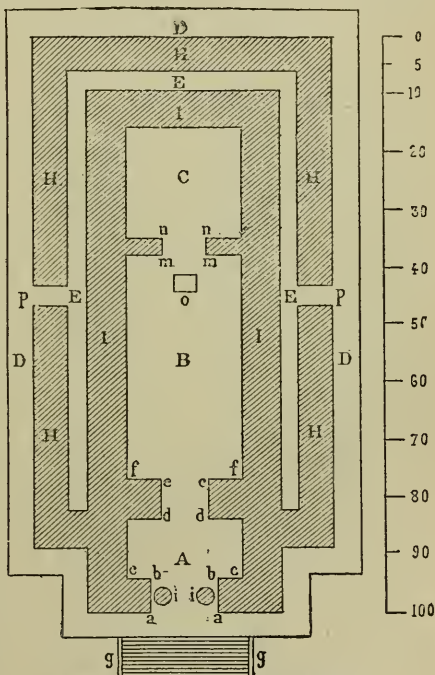 D 0
H 5
E 10
I
20
C
H H
30
n n
m m
40
o
P E E P
50
I B I
D D
60
H H
70
f e e f
80
d d
A 90
c b b c
i i
a a 100
g g